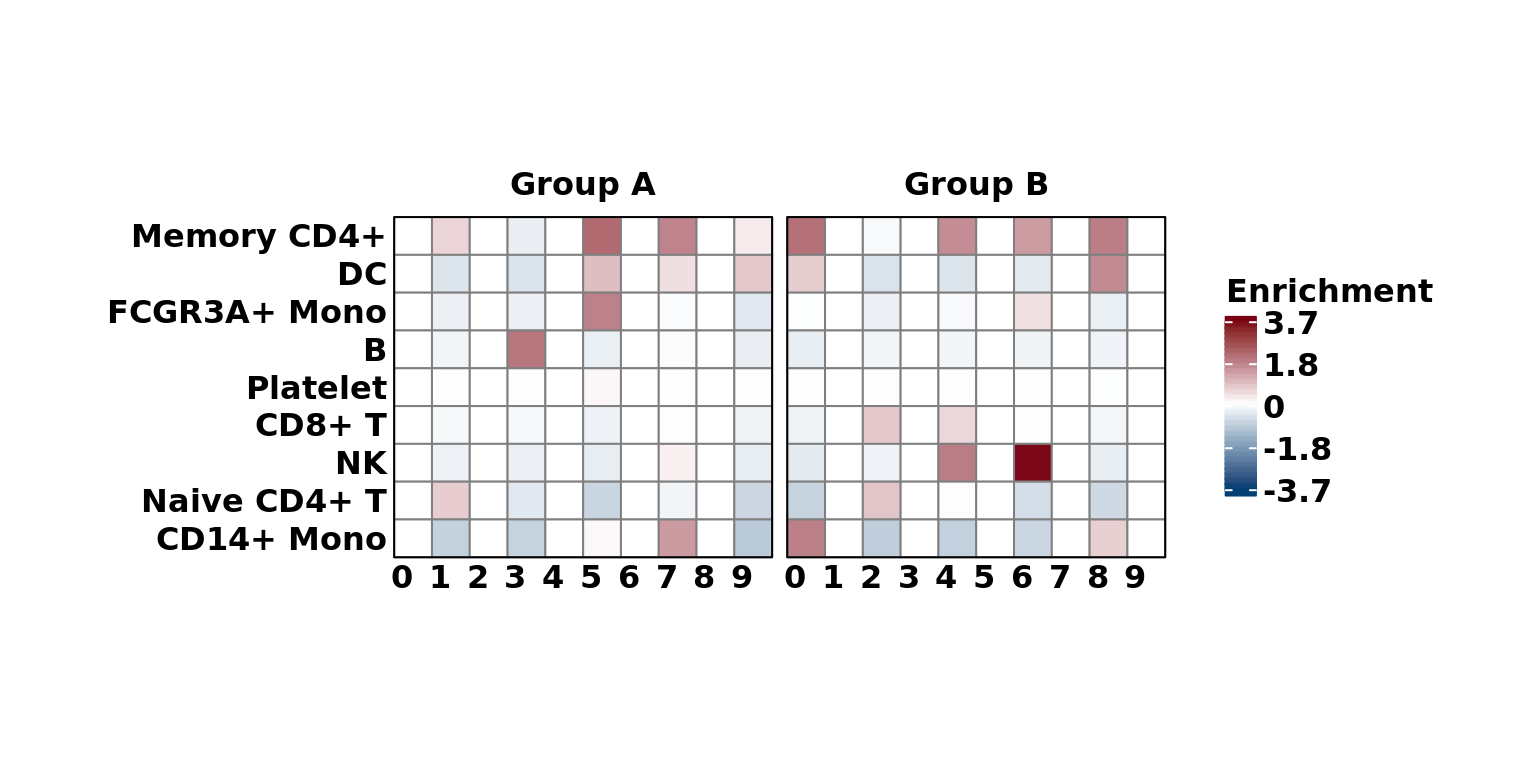 Group A
Group B
Memory CD4+
DC
FCGR3A+ Mono
B
Platelet
CD8+ T
NK
Naive CD4+ T
CD14+ Mono
0 1 2 3 4 5 6 7 8 9
0 1 2 3 4 5 6 7 8 9
Enrichment
3.7
1.8
0
-1.8
-3.7